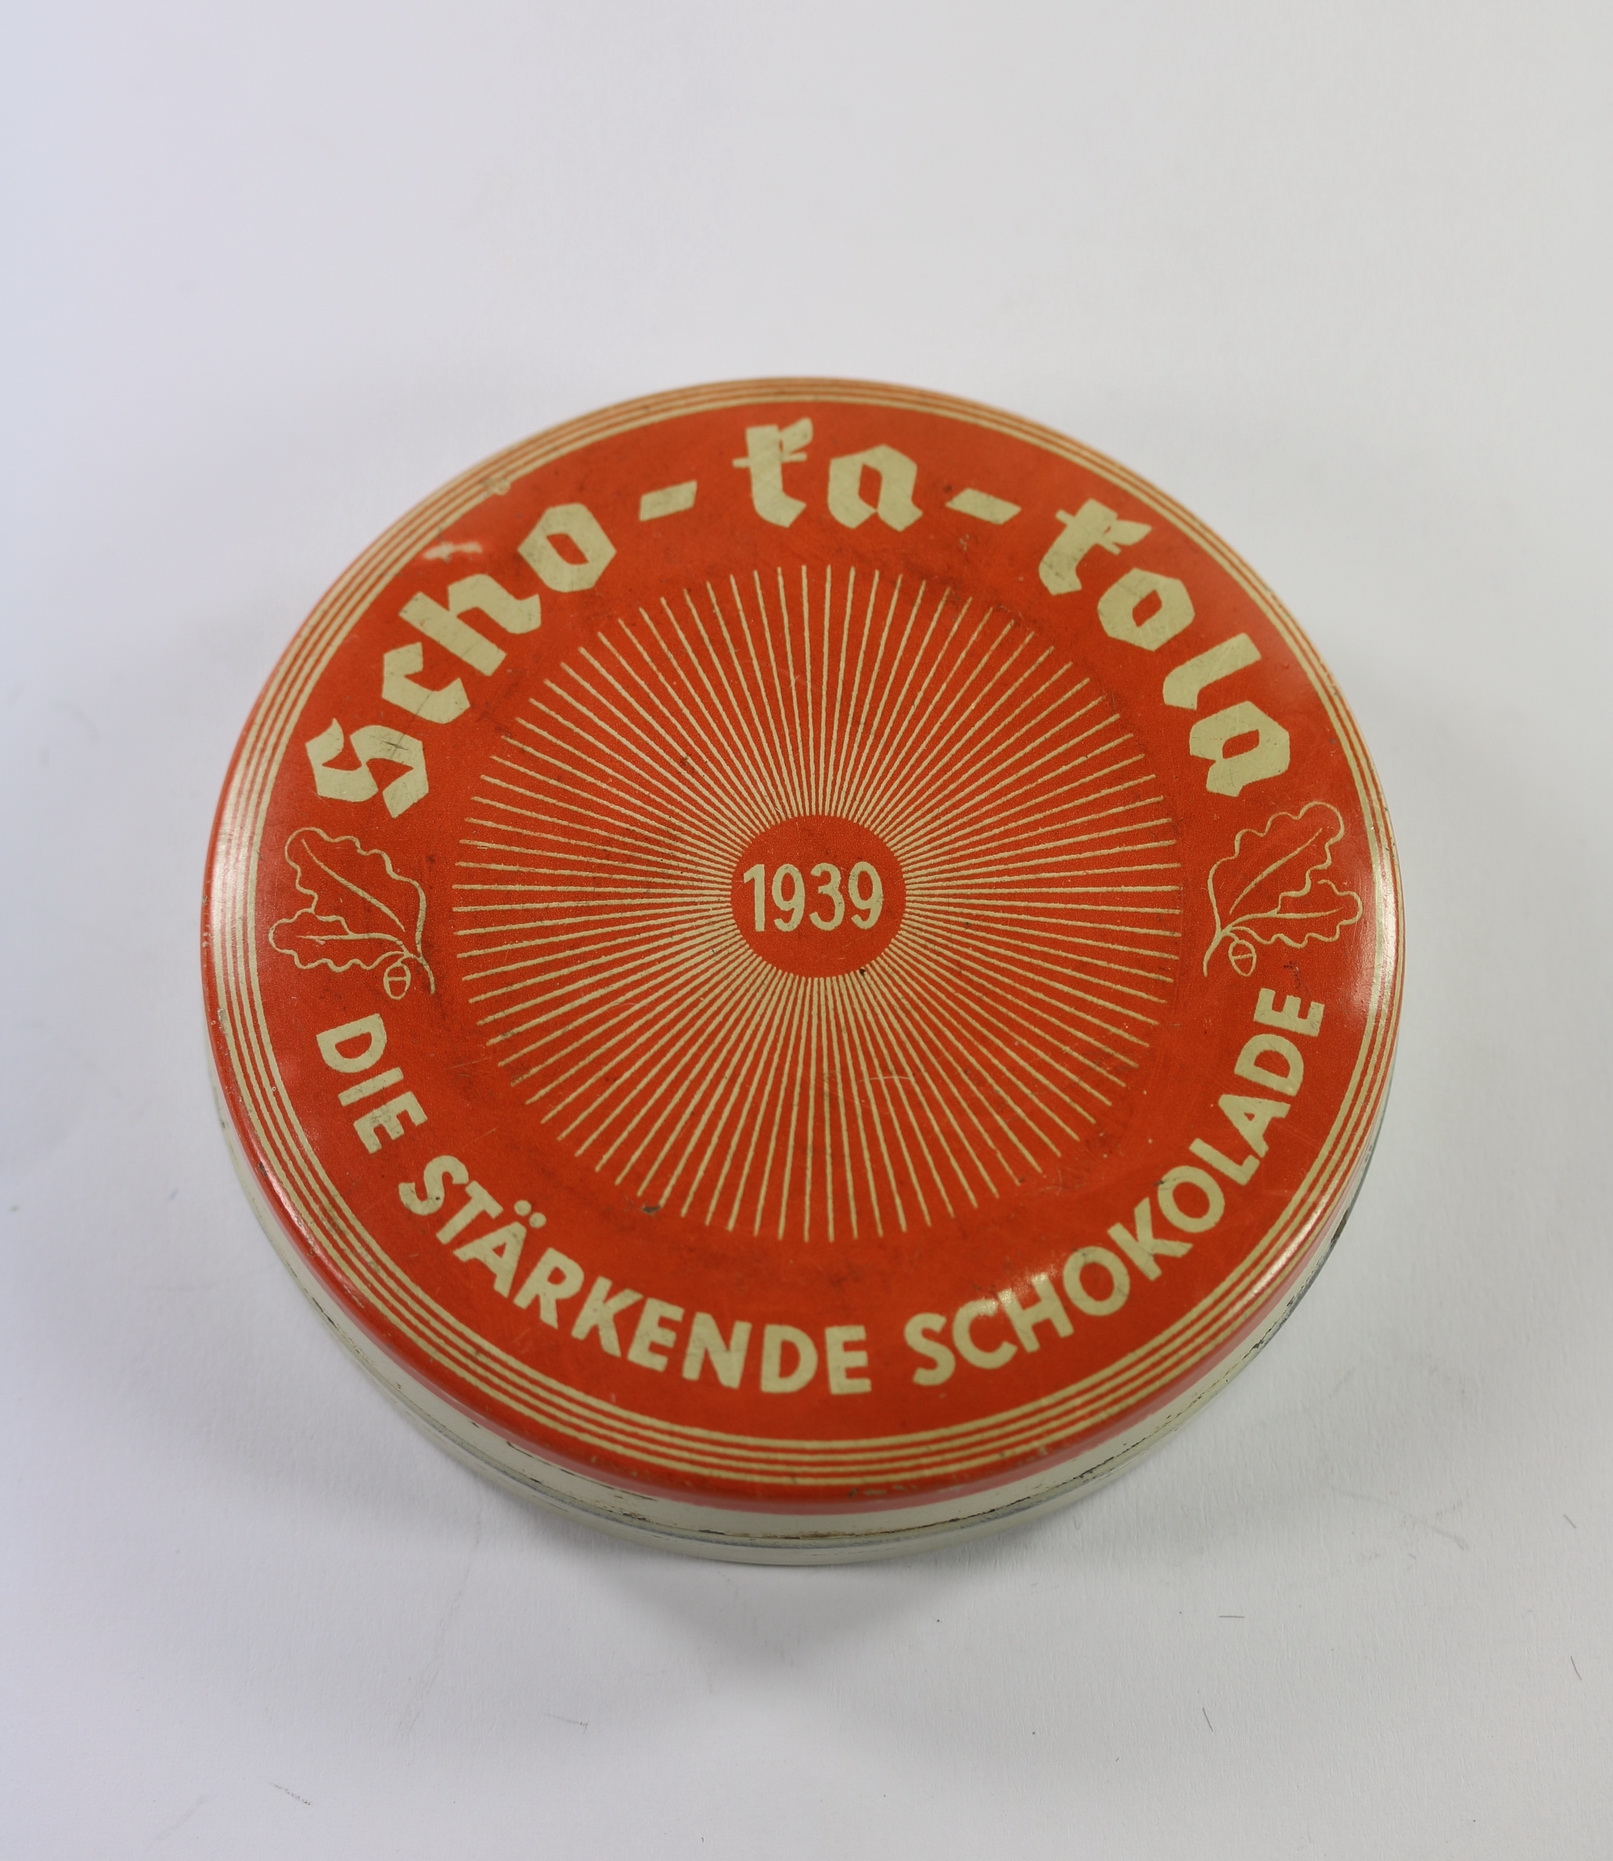 Scho-ka-kola
1939
DIE STÄRKENDE SCHOKOLADE